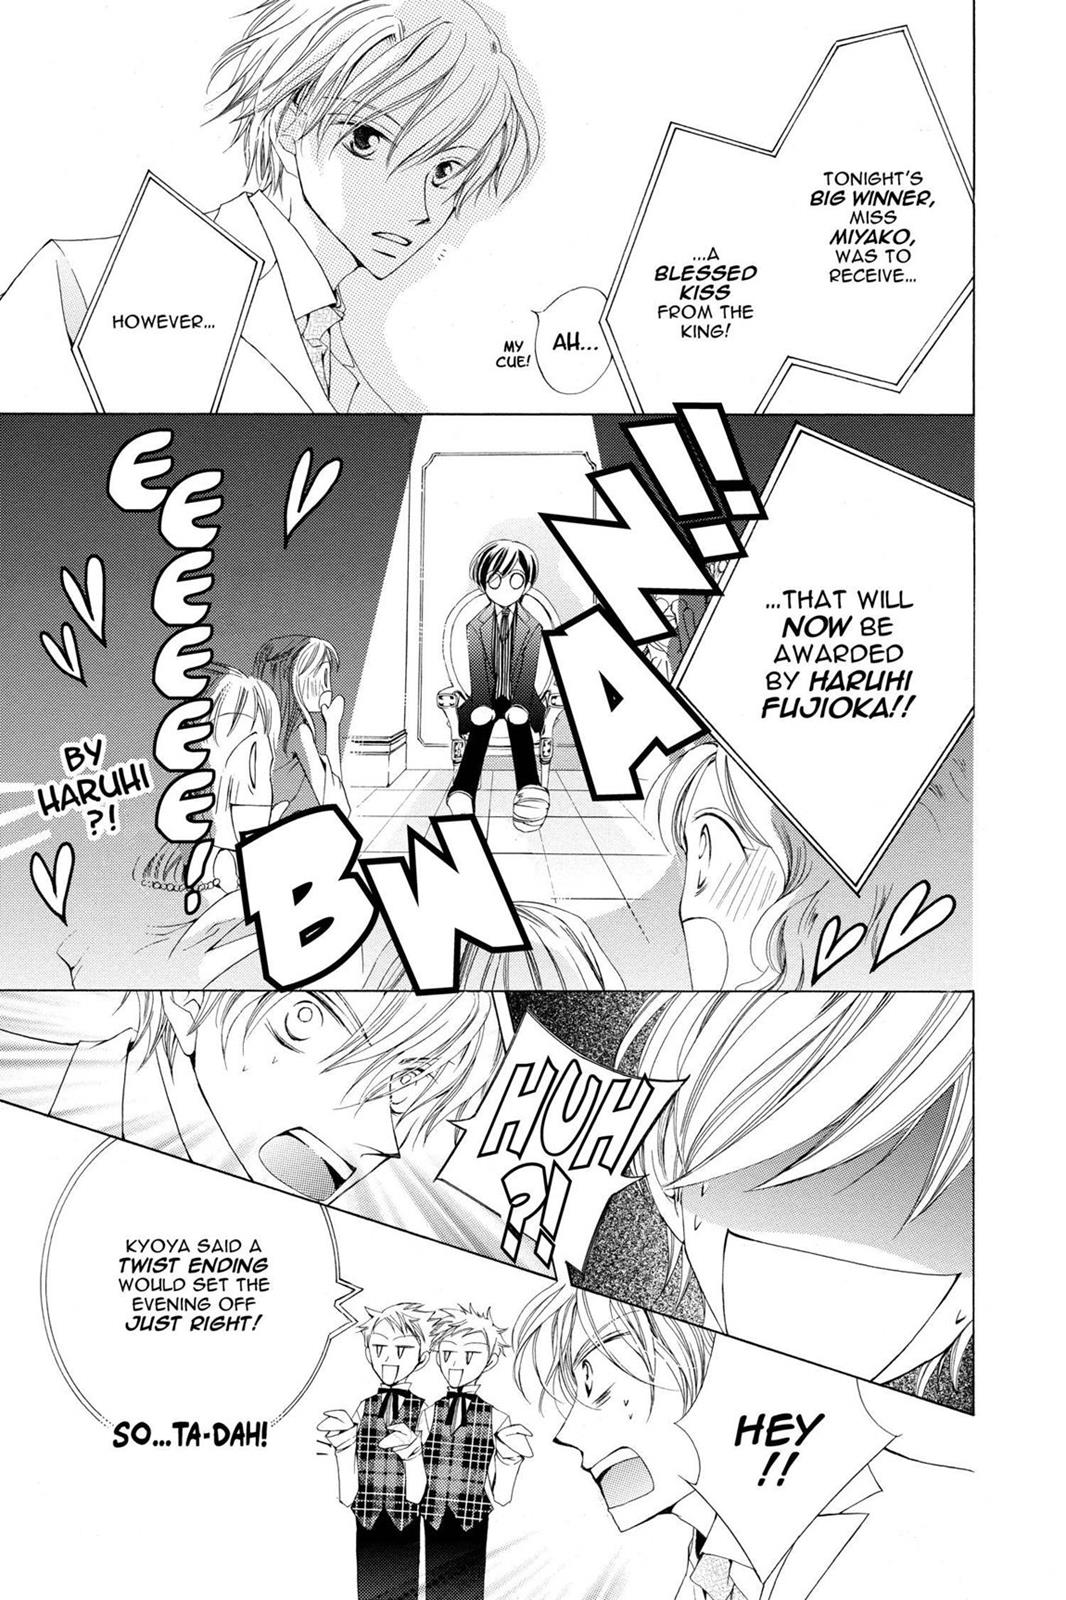 TONIGHT'S
BIG WINNER,
MISS
MIYAKO,
WAS TO
RECEIVE...
...A
BLESSED
KISS
FROM THE
KING!
AH...
MY
CUE!
HOWEVER...
...THAT WILL
NOW BE
AWARDED
BY HARUHI
FUJIOKA!!
BWAN!!
EEEEEEEE!
BY
HARUHI
?!
HUH
?!
HEY
!!
KYOYA SAID A
TWIST ENDING
WOULD SET THE
EVENING OFF
JUST RIGHT!
SO...TA-DAH!